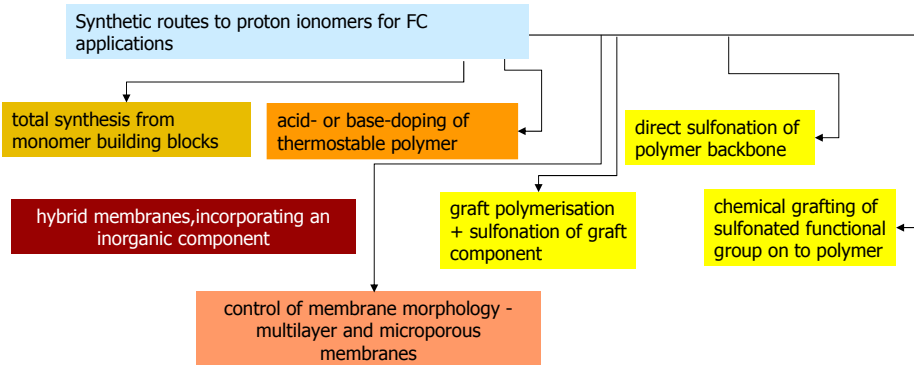 Synthetic routes to proton ionomers for FC
applications
total synthesis from
monomer building blocks
acid- or base-doping of
thermostable polymer
direct sulfonation of
polymer backbone
hybrid membranes,incorporating an
inorganic component
graft polymerisation
+ sulfonation of graft
component
chemical grafting of
sulfonated functional
group on to polymer
control of membrane morphology -
multilayer and microporous
membranes